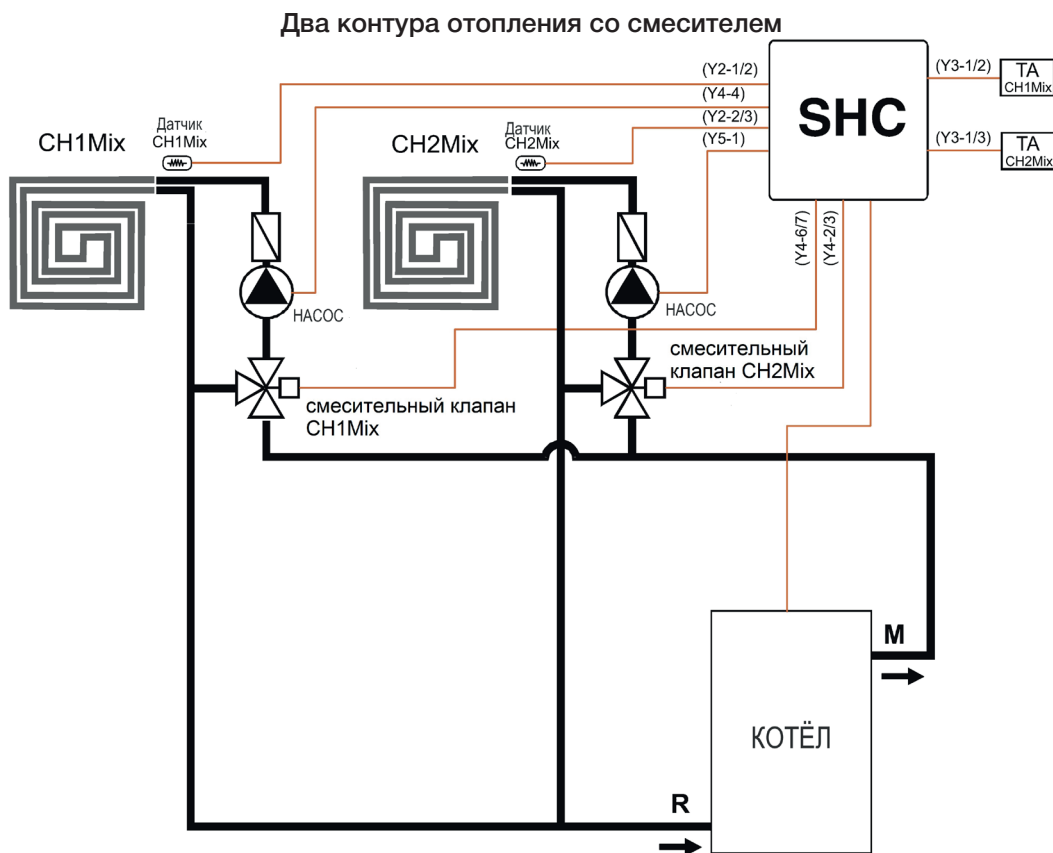 Два контура отопления со смесителем
(Y2-1/2)
(Y4-4)
(Y2-2/3)
(Y5-1)
SHC
(Y3-1/2)
TA
CH1Mix
(Y3-1/3)
TA
CH2Mix
CH1Mix
Датчик
CH1Mix
CH2Mix
Датчик
CH2Mix
(Y4-6/7)
(Y4-2/3)
НАСОС
НАСОС
смесительный
клапан CH2Mix
смесительный клапан
CH1Mix
M
КОТЁЛ
R